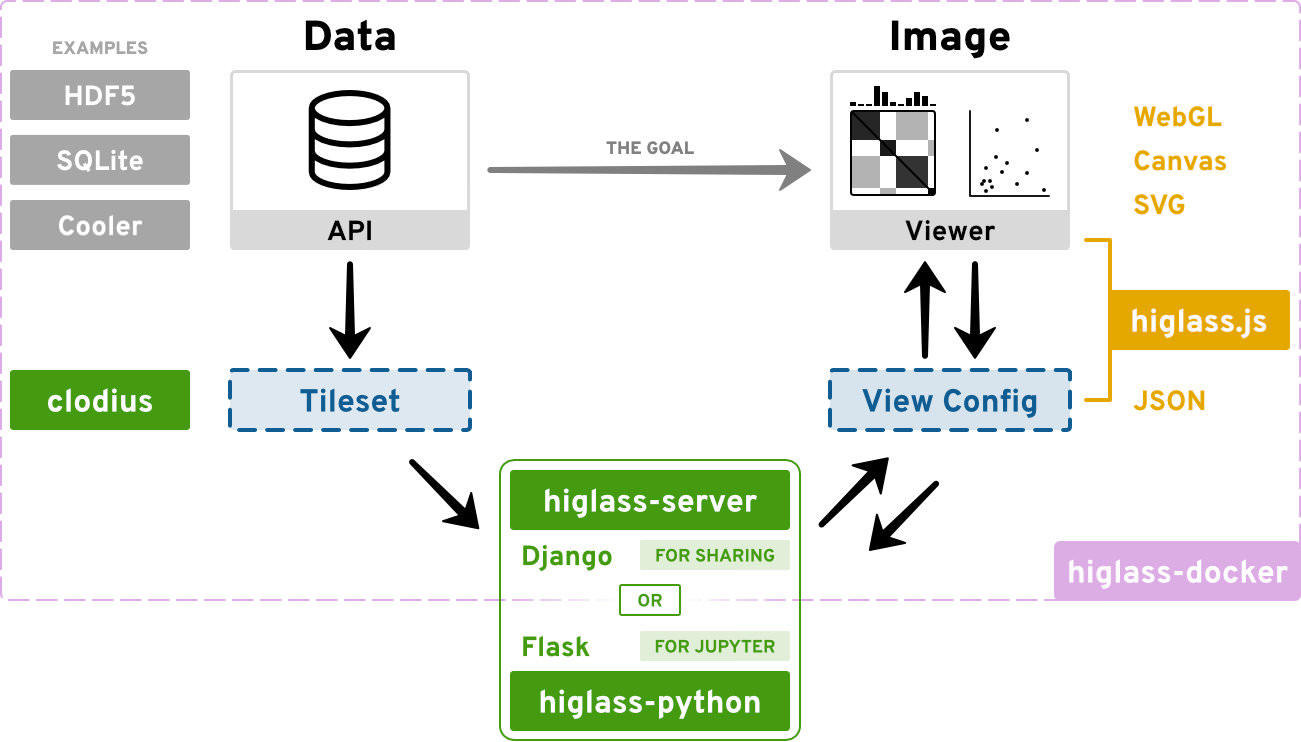 Data
Image
EXAMPLES
HDF5
SQLite
Cooler
API
THE GOAL
Viewer
WebGL
Canvas
SVG
higlass.js
clodius
Tileset
View Config
JSON
higlass-server
Django
FOR SHARING
OR
Flask
FOR JUPYTER
higlass-python
higlass-docker